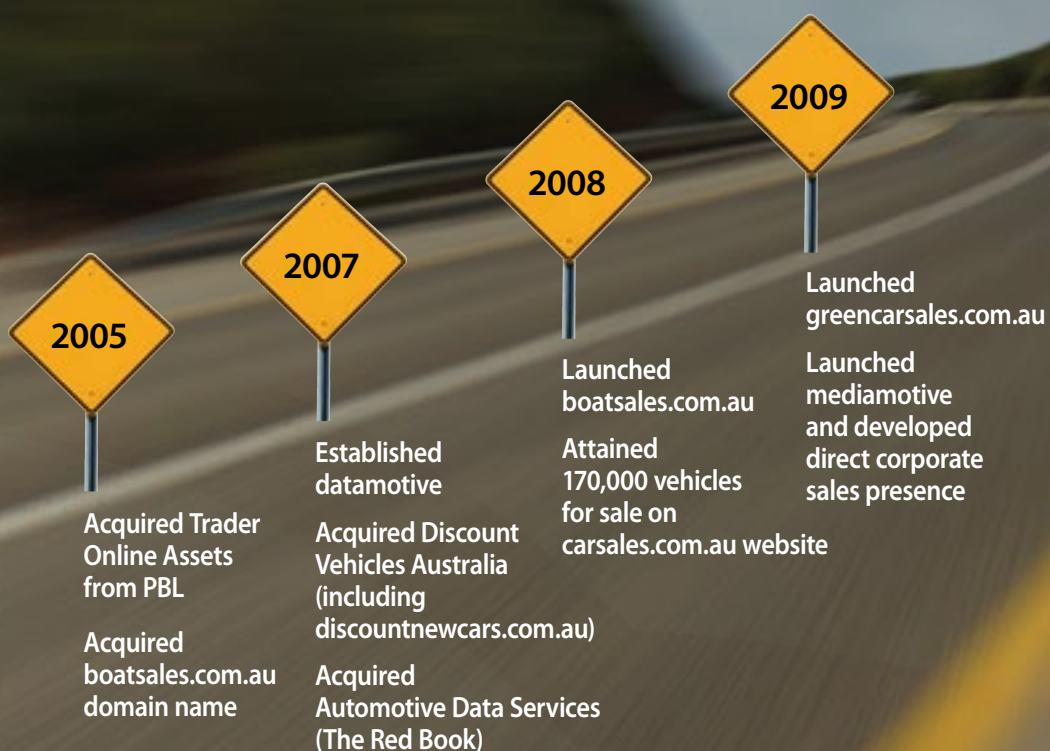 2005
Acquired Trader
Online Assets
from PBL
Acquired
boatsales.com.au
domain name
2007
Established
datamotive
Acquired Discount
Vehicles Australia
(including
discountnewcars.com.au)
Acquired
Automotive Data Services
(The Red Book)
2008
Launched
boatsales.com.au
Attained
170,000 vehicles
for sale on
carsales.com.au website
2009
Launched
greencarsales.com.au
Launched
mediamotive
and developed
direct corporate
sales presence